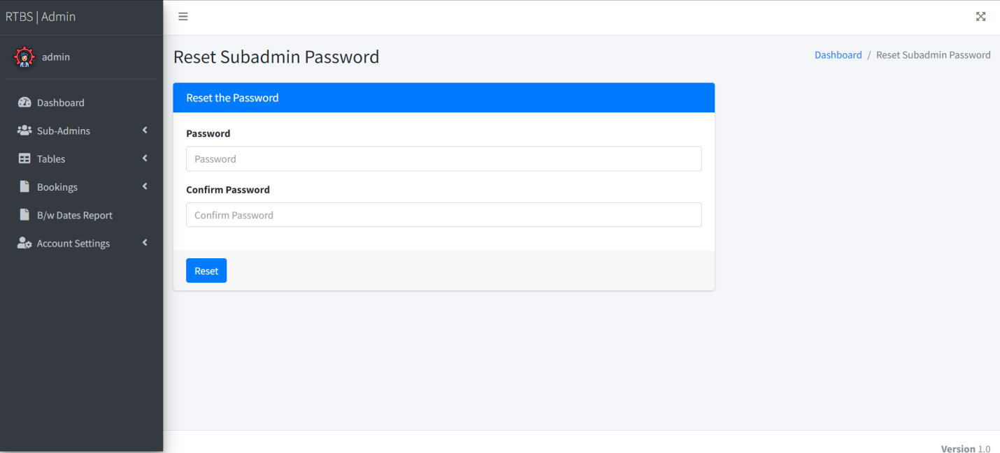 RTBS | Admin
admin
Dashboard
Sub-Admins
Tables
Bookings
B/w Dates Report
Account Settings
Reset Subadmin Password
Dashboard / Reset Subadmin Password
Reset the Password
Password
Password
Confirm Password
Confirm Password
Reset
Version 1.0